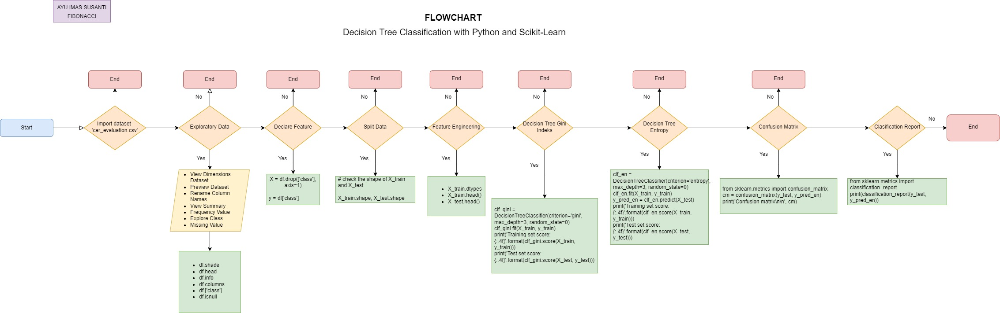 AYU IMAS SUSANTI
FIBONACCI
FLOWCHART
Decision Tree Classification with Python and Scikit-Learn
End
End
End
End
End
End
End
End
No
No
No
No
No
No
No
Start
Import dataset
'car_evaluation.csv'
Exploratory Data
Declare Feature
Split Data
Feature Engineering
Decision Tree Gini
Indeks
Decision Tree
Entropy
Confusion Matrix
Clasification Report
No
End
Yes
Yes
Yes
Yes
Yes
Yes
Yes
Yes
• View Dimensions
Dataset
• Preview Dataset
• Rename Column
Names
• View Summary
• Frequency Value
• Explore Class
• Missing Value
• df.shade
• df.head
• df.info
• df.columns
• df ['class']
• df.isnull
X = df.drop(['class'],
axis=1)
y = df['class']
# check the shape of X_train
and X_test
X_train.shape, X_test.shape
• X_train.dtypes
• X_train.head()
• X_test.head()
clf_gini =
DecisionTreeClassifier(criterion='gini',
max_depth=3, random_state=0)
clf_gini.fit(X_train, y_train)
print('Training set score:
{:.4f}'.format(clf_gini.score(X_train,
y_train)))
print('Test set score:
{:.4f}'.format(clf_gini.score(X_test, y_test)))
clf_en =
DecisionTreeClassifier(criterion='entropy',
max_depth=3, random_state=0)
clf_en.fit(X_train, y_train)
y_pred_en = clf_en.predict(X_test)
print('Training set score:
{:.4f}'.format(clf_en.score(X_train,
y_train)))
print('Test set score:
{:.4f}'.format(clf_en.score(X_test,
y_test)))
from sklearn.metrics import confusion_matrix
cm = confusion_matrix(y_test, y_pred_en)
print('Confusion matrix\n\n', cm)
from sklearn.metrics import
classification_report
print(classification_report(y_test,
y_pred_en))